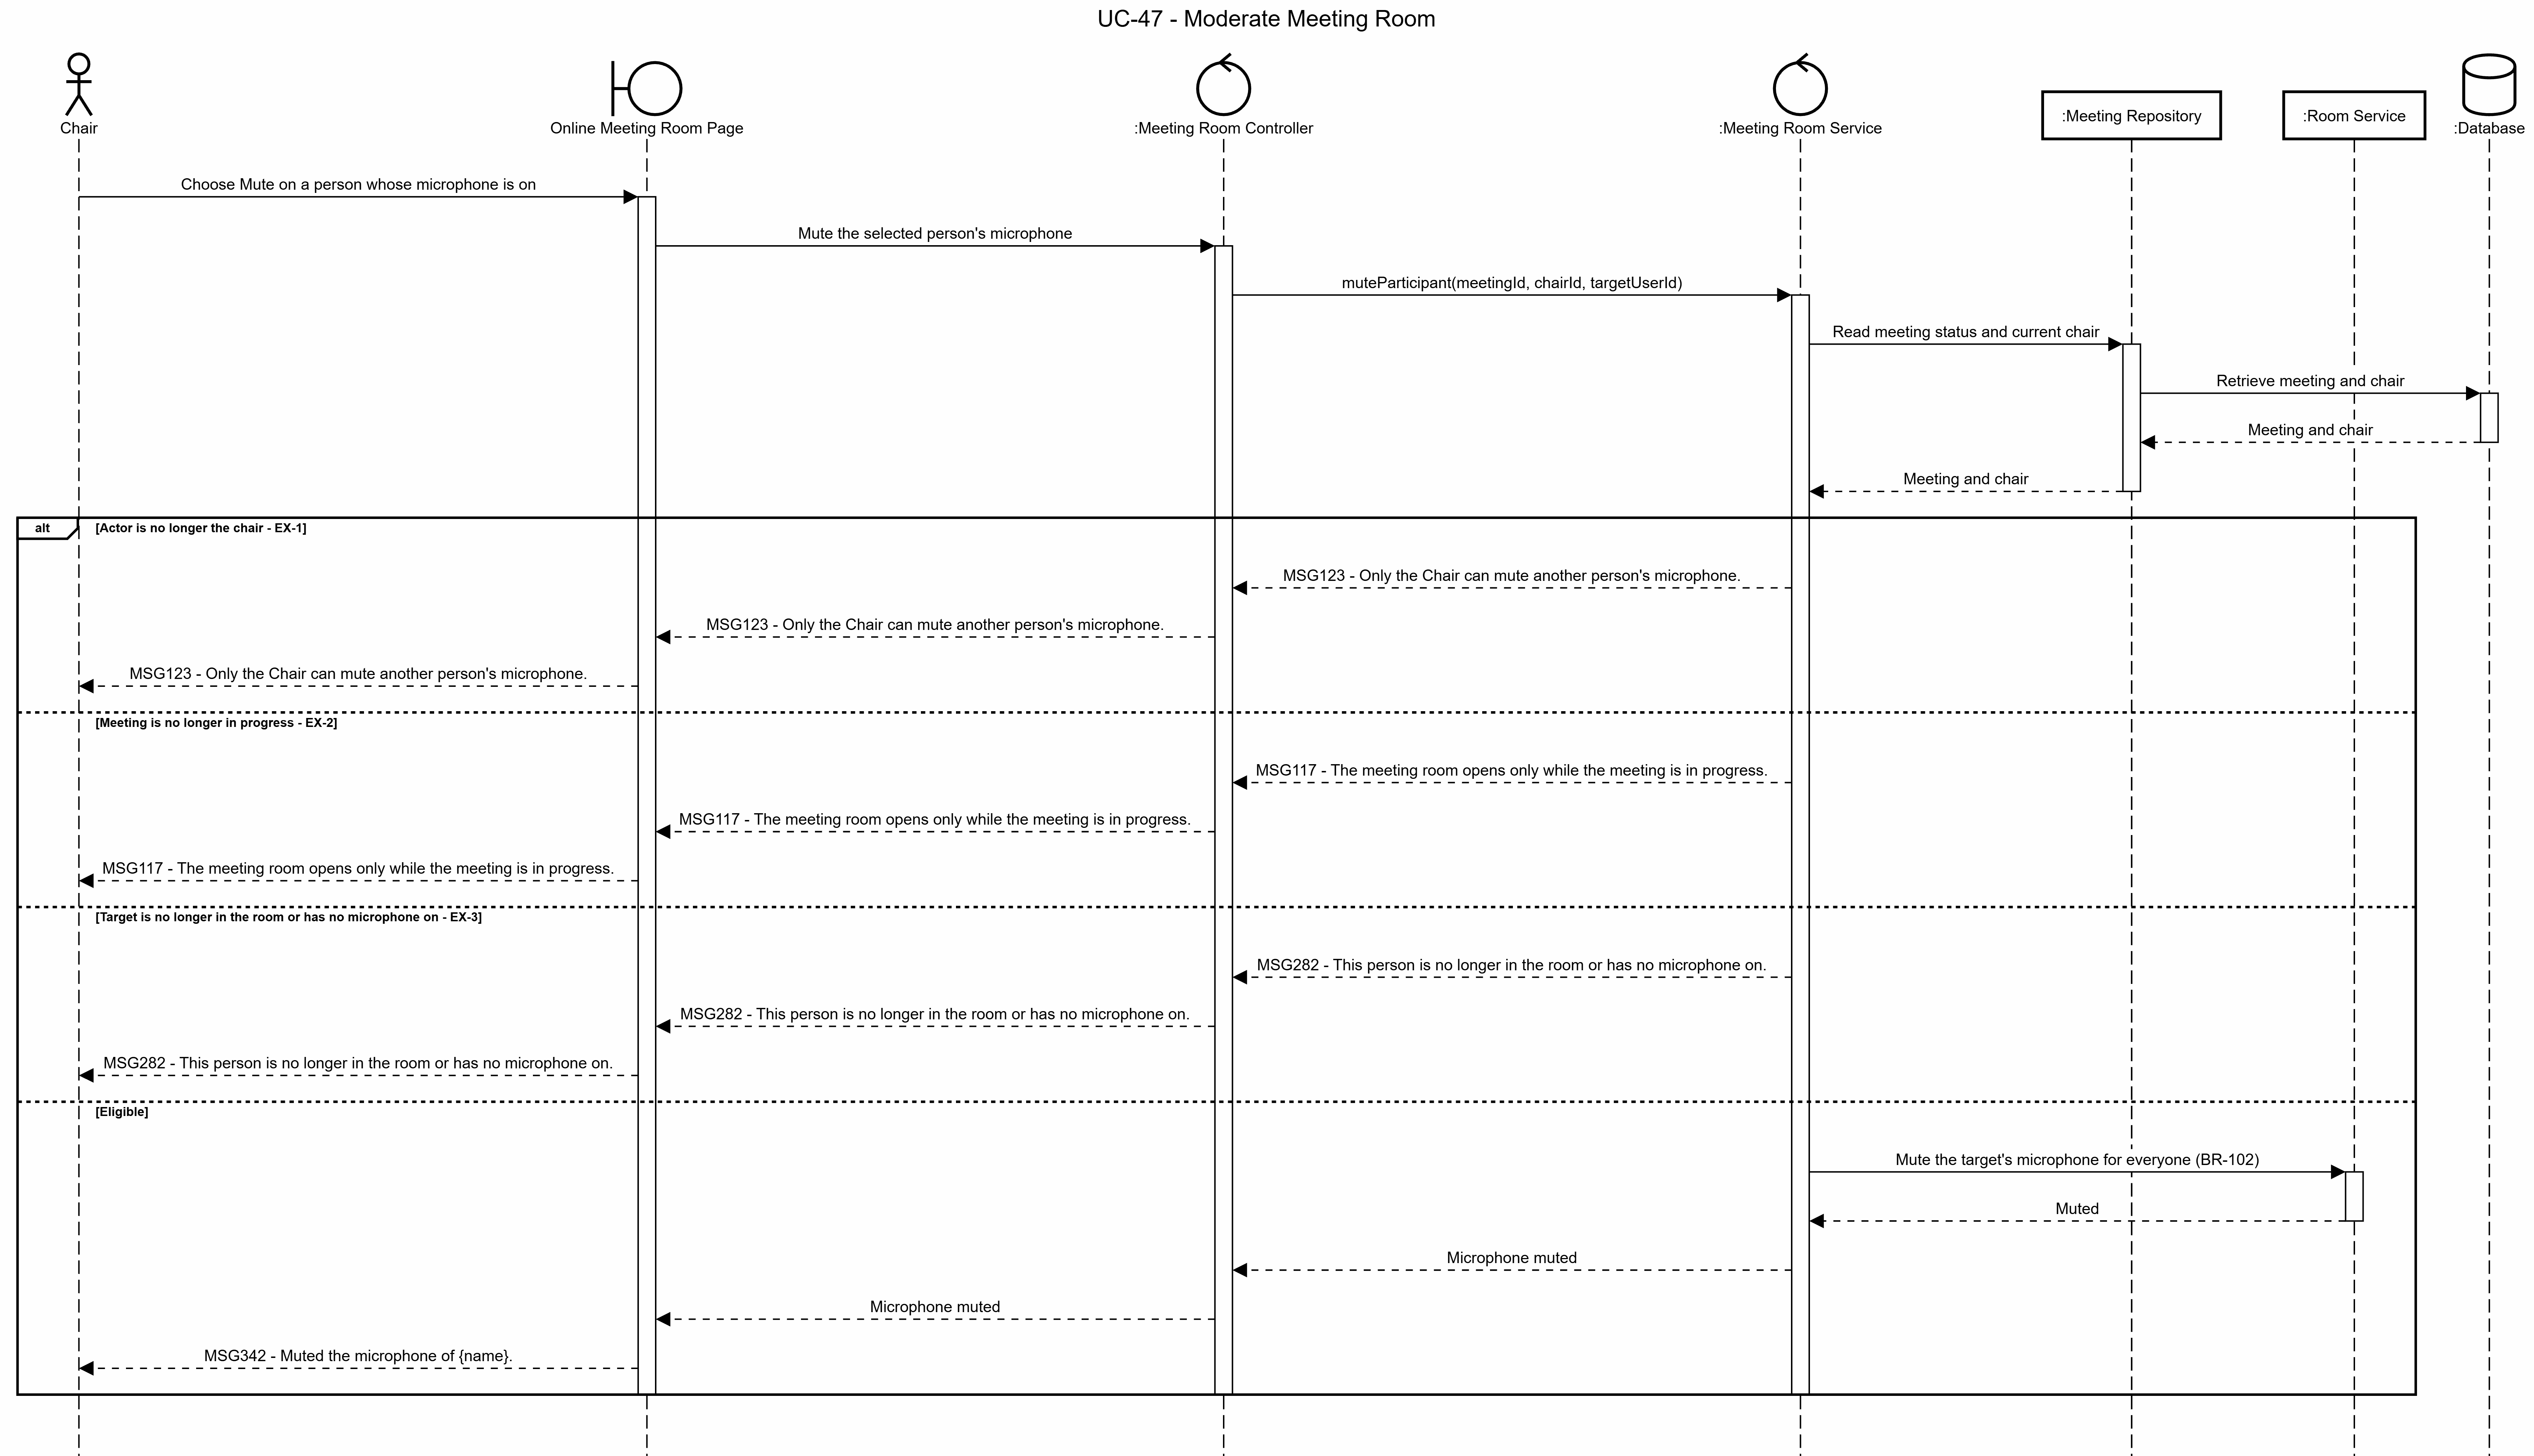 UC-47 - Moderate Meeting Room
Chair
Online Meeting Room Page
:Meeting Room Controller
:Meeting Room Service
:Meeting Repository
:Room Service
:Database
Choose Mute on a person whose microphone is on
Mute the selected person's microphone
muteParticipant(meetingId, chairId, targetUserId)
Read meeting status and current chair
Retrieve meeting and chair
Meeting and chair
Meeting and chair
alt
[Actor is no longer the chair - EX-1]
MSG123 - Only the Chair can mute another person's microphone.
MSG123 - Only the Chair can mute another person's microphone.
MSG123 - Only the Chair can mute another person's microphone.
[Meeting is no longer in progress - EX-2]
MSG117 - The meeting room opens only while the meeting is in progress.
MSG117 - The meeting room opens only while the meeting is in progress.
MSG117 - The meeting room opens only while the meeting is in progress.
[Target is no longer in the room or has no microphone on - EX-3]
MSG282 - This person is no longer in the room or has no microphone on.
MSG282 - This person is no longer in the room or has no microphone on.
MSG282 - This person is no longer in the room or has no microphone on.
[Eligible]
Mute the target's microphone for everyone (BR-102)
Muted
Microphone muted
Microphone muted
MSG342 - Muted the microphone of {name}.